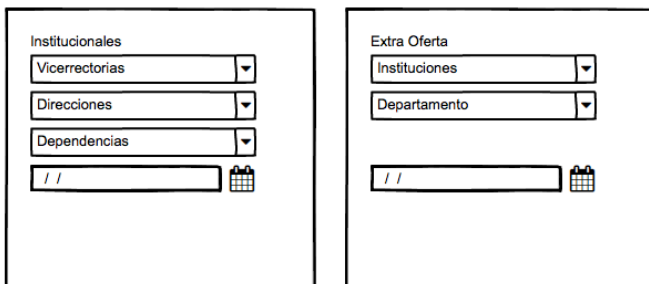 Institucionales
Vicerrectorias
Direcciones
Dependencias
/ /
Extra Oferta
Instituciones
Departamento
/ /